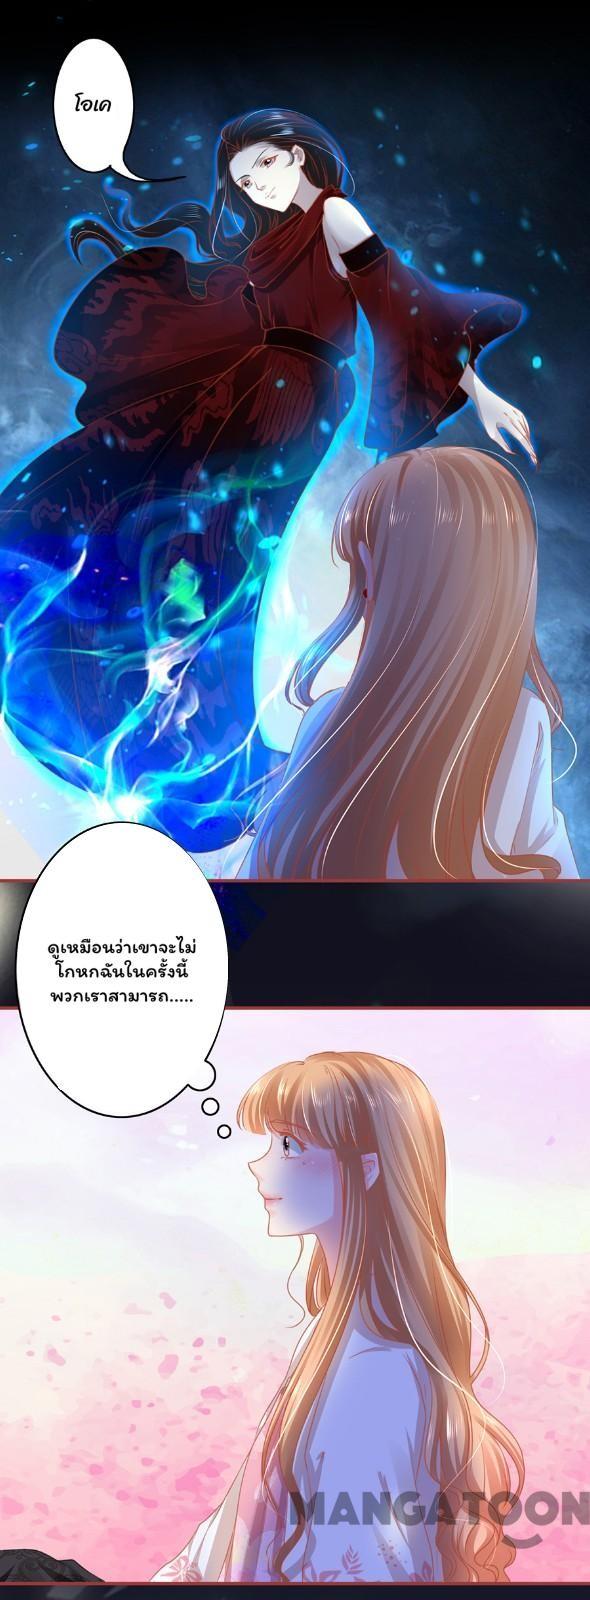 โอเค
ดูเหมือนว่าเขาจะไม่
โกหกฉันในครั้งนี้
พวกเราสามารถ.....
MANGATOON